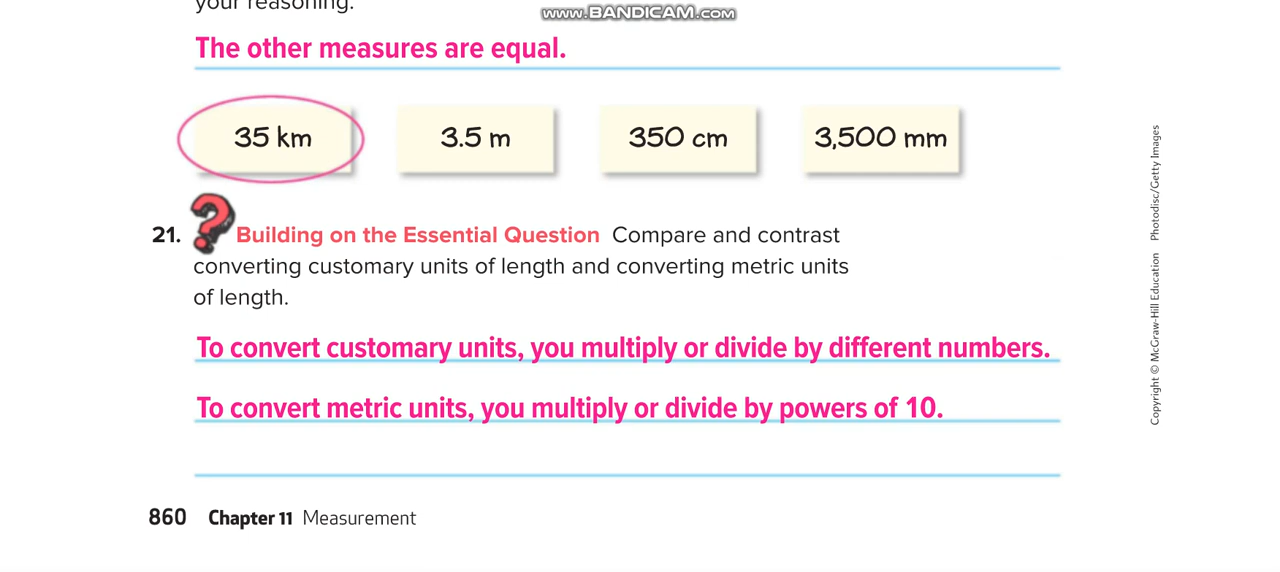 your reasoning.
www.BANDICAM.com
The other measures are equal.
35 km
3.5 m
350 cm
3,500 mm
21. Building on the Essential Question Compare and contrast
converting customary units of length and converting metric units
of length.
To convert customary units, you multiply or divide by different numbers.
To convert metric units, you multiply or divide by powers of 10.
860 Chapter 11 Measurement
Copyright © McGraw-Hill Education Photodisc/Getty Images